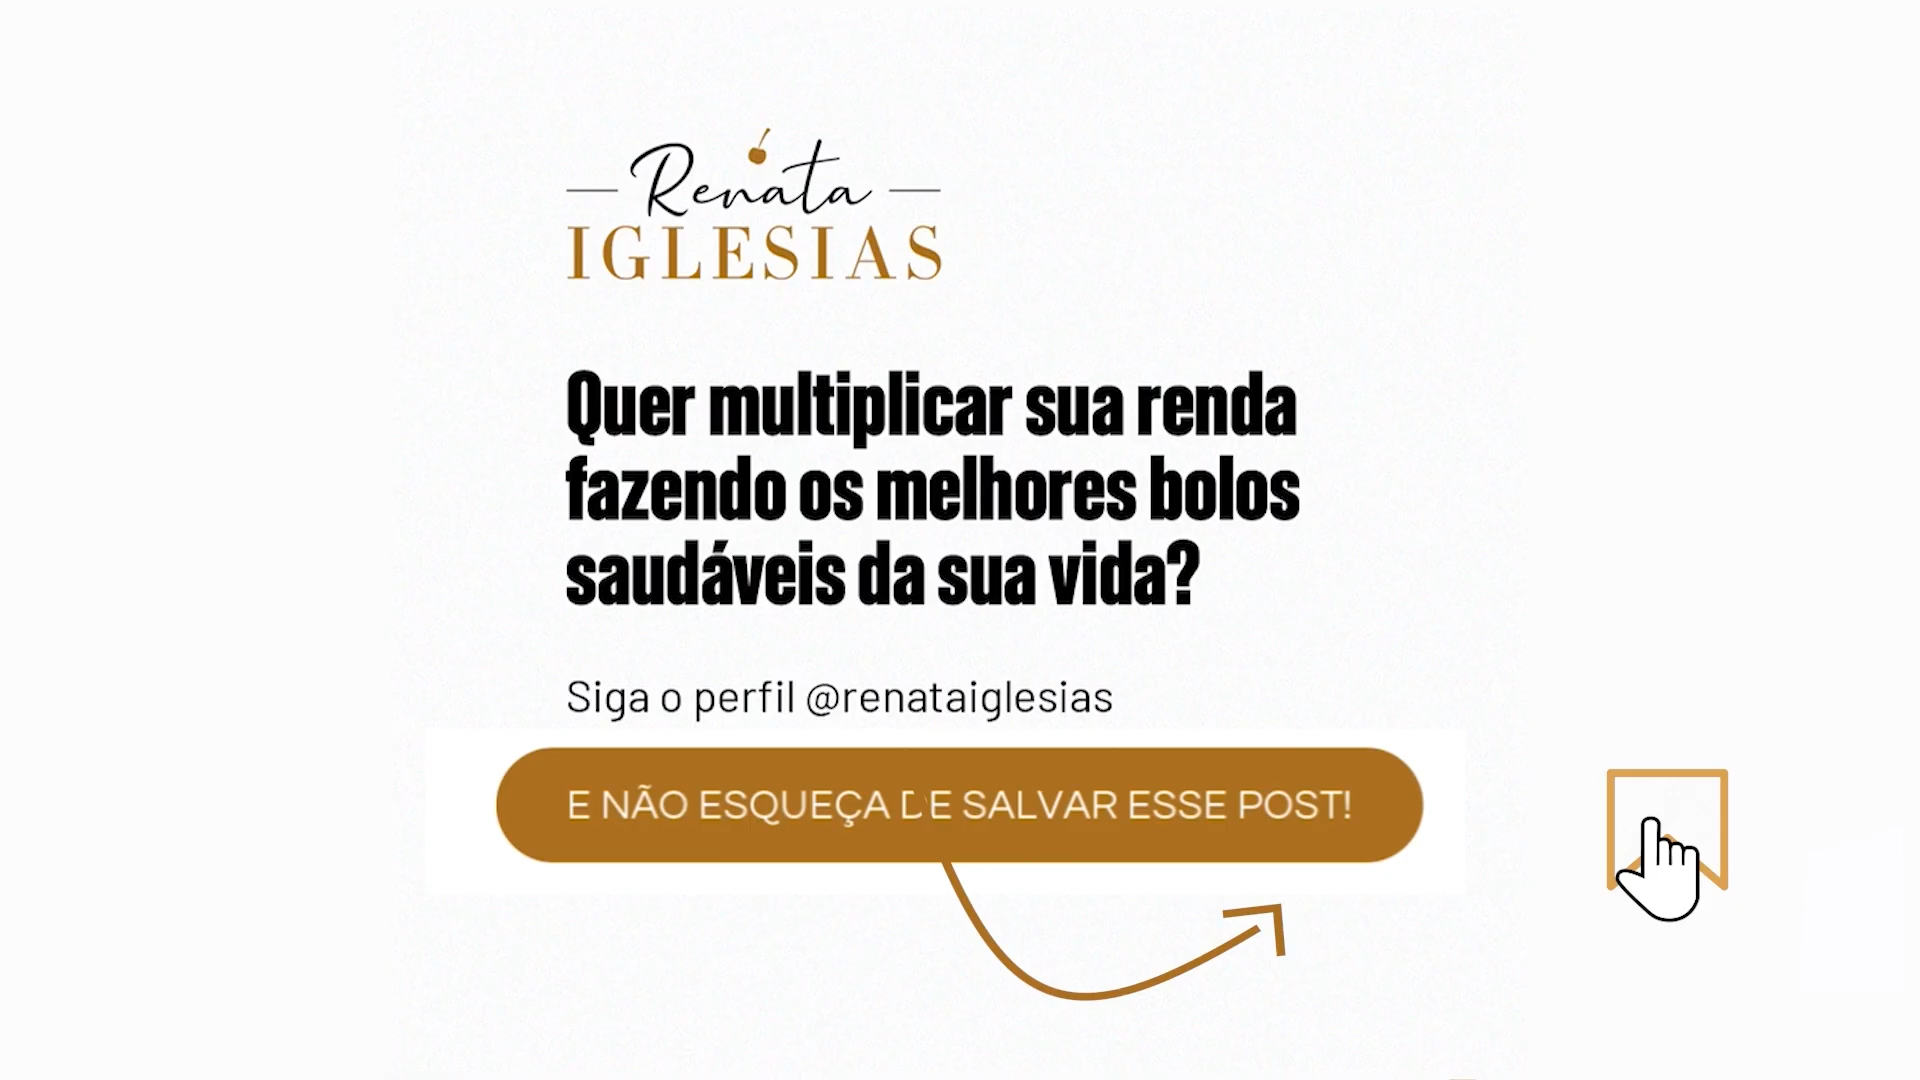 Renata
IGLESIAS
Quer multiplicar sua renda
fazendo os melhores bolos
saudáveis da sua vida?
Siga o perfil @renataiglesias
E NÃO ESQUEÇA DE SALVAR ESSE POST!